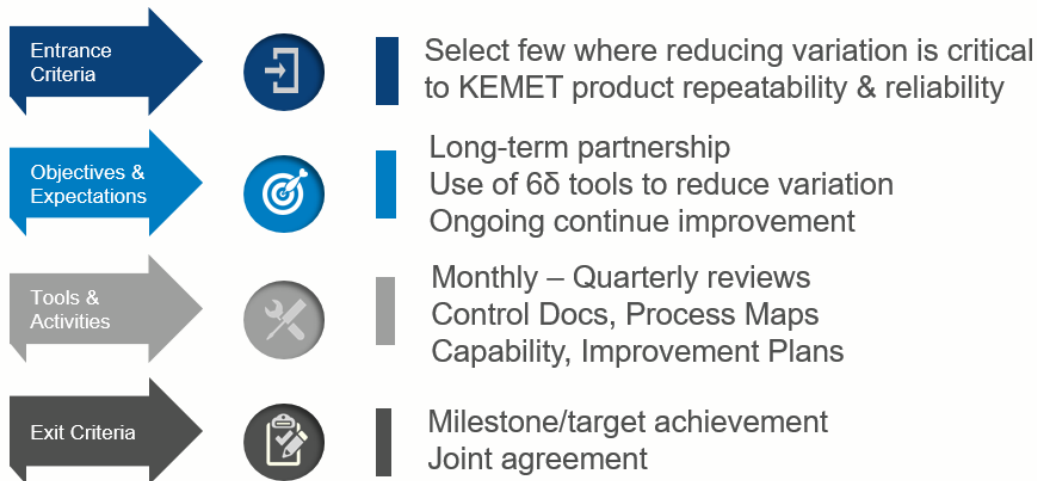 Entrance
Criteria
Select few where reducing variation is critical
to KEMET product repeatability & reliability
Objectives &
Expectations
Long-term partnership
Use of 6δ tools to reduce variation
Ongoing continue improvement
Tools &
Activities
Monthly – Quarterly reviews
Control Docs, Process Maps
Capability, Improvement Plans
Exit Criteria
Milestone/target achievement
Joint agreement